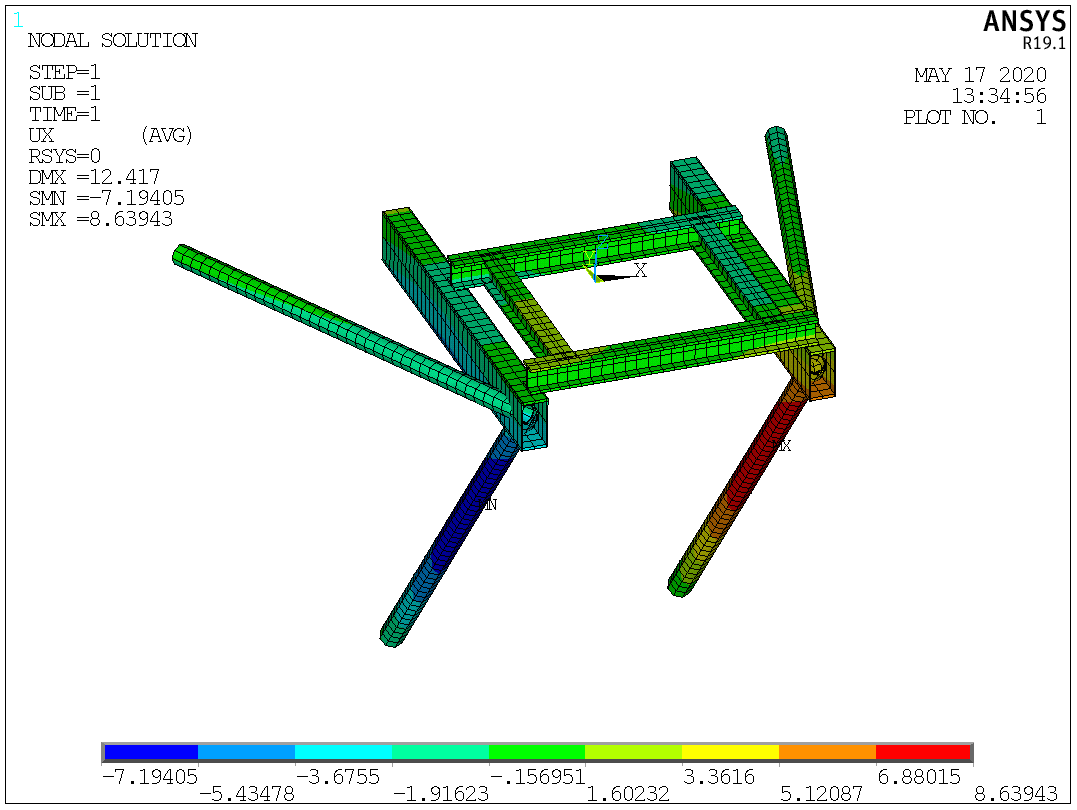 1
ANSYS
R19.1
NODAL SOLUTION
STEP=1
SUB =1
TIME=1
UX (AVG)
RSYS=0
DMX =12.417
SMN =-7.19405
SMX =8.63943
MAY 17 2020
13:34:56
PLOT NO. 1
Y
X
X
N
-7.19405 -3.6755 -.156951 3.3616 6.88015
-5.43478 -1.91623 1.60232 5.12087 8.63943